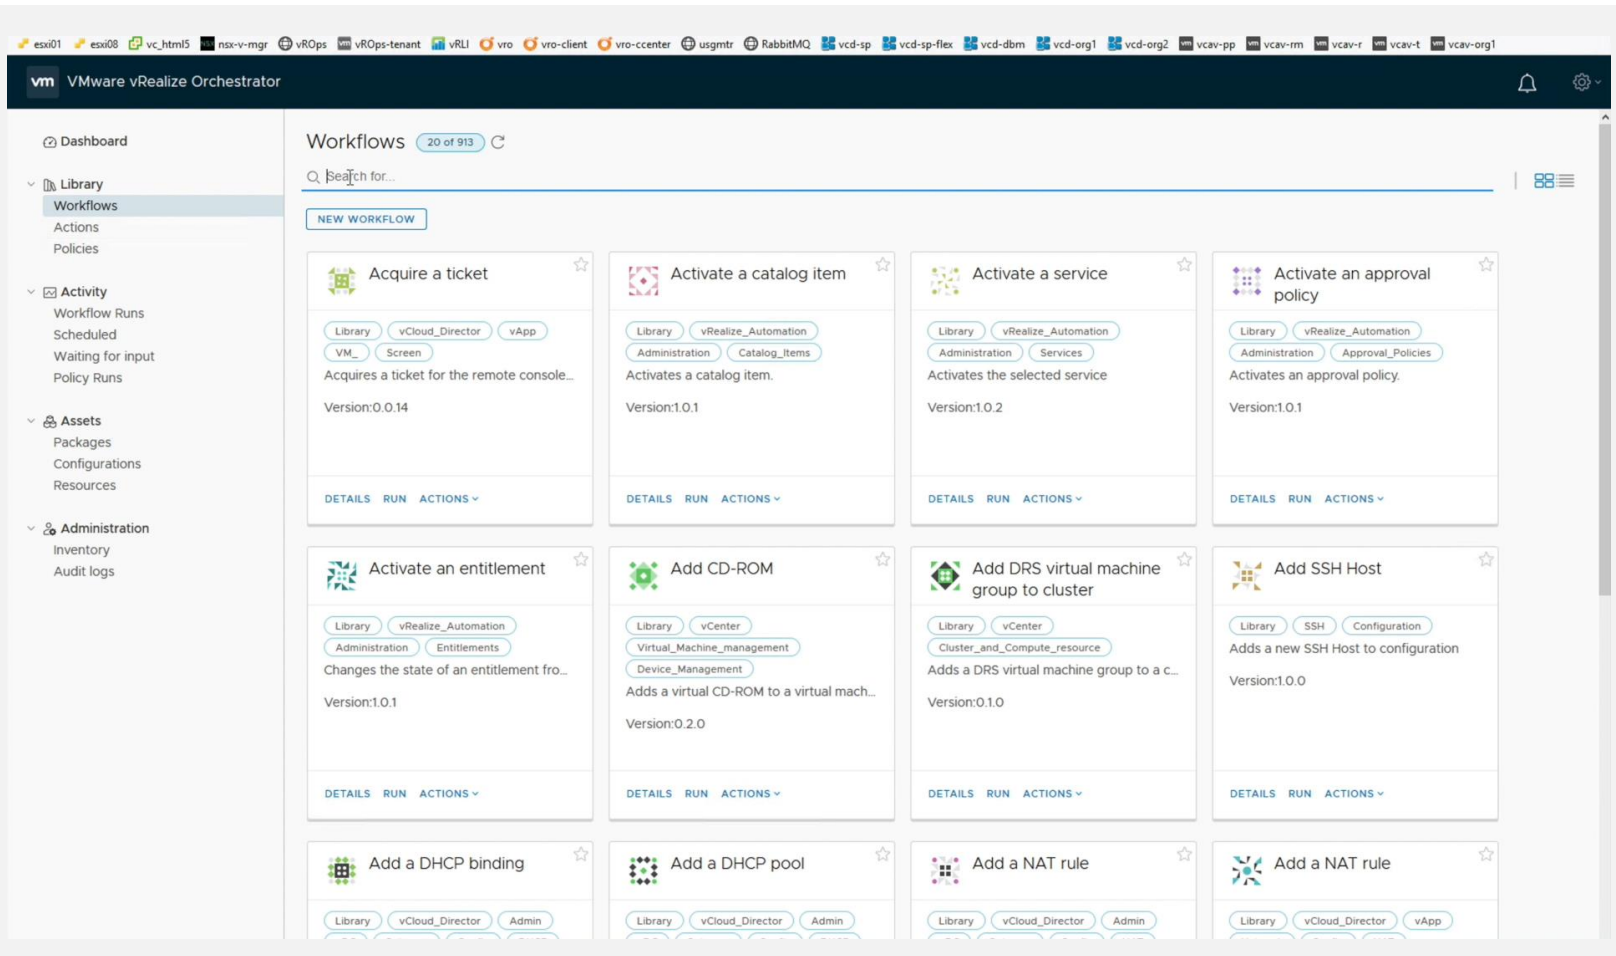 esxi01 esxi08 vc_html5 nsx-v-mgr vROps vROps-tenant vRLI vro vro-client vro-ccenter usgmtr RabbitMQ vcd-sp vcd-sp-flex vcd-dbm vcd-org1 vcd-org2 vcav-pp vcav-rm vcav-r vcav-t vcav-org1
vm VMware vRealize Orchestrator
Dashboard
Library
Workflows
Actions
Policies
Activity
Workflow Runs
Scheduled
Waiting for input
Policy Runs
Assets
Packages
Configurations
Resources
Administration
Inventory
Audit logs
Workflows 20 of 913
Search for...
NEW WORKFLOW
Acquire a ticket
Library vCloud_Director vApp
VM_ Screen
Acquires a ticket for the remote console...
Version:0.0.14
DETAILS RUN ACTIONS
Activate a catalog item
Library vRealize_Automation
Administration Catalog_Items
Activates a catalog item.
Version:1.0.1
DETAILS RUN ACTIONS
Activate a service
Library vRealize_Automation
Administration Services
Activates the selected service
Version:1.0.2
DETAILS RUN ACTIONS
Activate an approval
policy
Library vRealize_Automation
Administration Approval_Policies
Activates an approval policy.
Version:1.0.1
DETAILS RUN ACTIONS
Activate an entitlement
Library vRealize_Automation
Administration Entitlements
Changes the state of an entitlement fro...
Version:1.0.1
DETAILS RUN ACTIONS
Add CD-ROM
Library vCenter
Virtual_Machine_management
Device_Management
Adds a virtual CD-ROM to a virtual mach...
Version:0.2.0
DETAILS RUN ACTIONS
Add DRS virtual machine
group to cluster
Library vCenter
Cluster_and_Compute_resource
Adds a DRS virtual machine group to a c...
Version:0.1.0
DETAILS RUN ACTIONS
Add SSH Host
Library SSH Configuration
Adds a new SSH Host to configuration
Version:1.0.0
DETAILS RUN ACTIONS
Add a DHCP binding
Library vCloud_Director Admin
Add a DHCP pool
Library vCloud_Director Admin
Add a NAT rule
Library vCloud_Director Admin
Add a NAT rule
Library vCloud_Director vApp